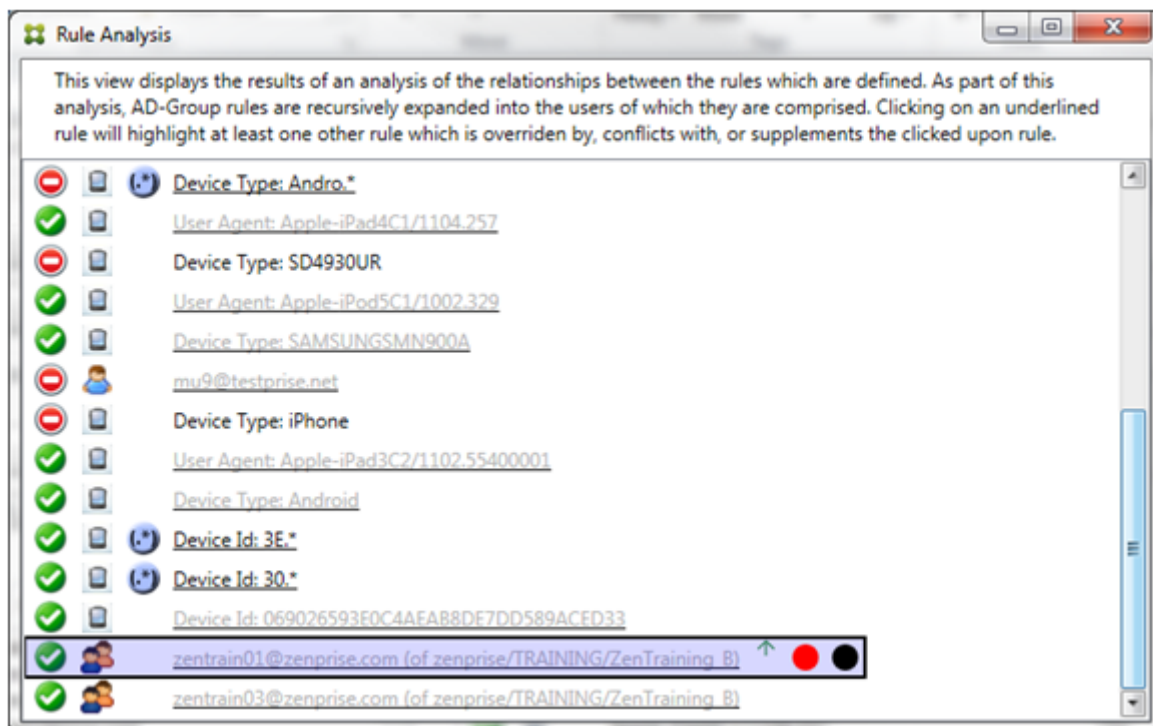 Rule Analysis
This view displays the results of an analysis of the relationships between the rules which are defined. As part of this
analysis, AD-Group rules are recursively expanded into the users of which they are comprised. Clicking on an underlined
rule will highlight at least one other rule which is overriden by, conflicts with, or supplements the clicked upon rule.
(.*) Device Type: Andro.*
User Agent: Apple-iPad4C1/1104.257
Device Type: SD4930UR
User Agent: Apple-iPod5C1/1002.329
Device Type: SAMSUNGSMN900A
mu9@testprise.net
Device Type: iPhone
User Agent: Apple-iPad3C2/1102.55400001
Device Type: Android
(.*) Device Id: 3E.*
(.*) Device Id: 30.*
Device Id: 069026593E0C4AEAB8DE7DD589ACED33
zentrain01@zenprise.com (of zenprise/TRAINING/ZenTraining_B)
zentrain03@zenprise.com (of zenprise/TRAINING/ZenTraining_B)